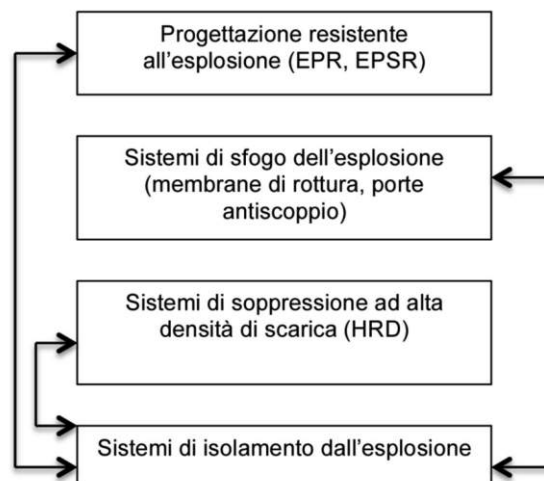 Progettazione resistente
all'esplosione (EPR, EPSR)
Sistemi di sfogo dell'esplosione
(membrane di rottura, porte
antiscoppio)
Sistemi di soppressione ad alta
densità di scarica (HRD)
Sistemi di isolamento dall'esplosione